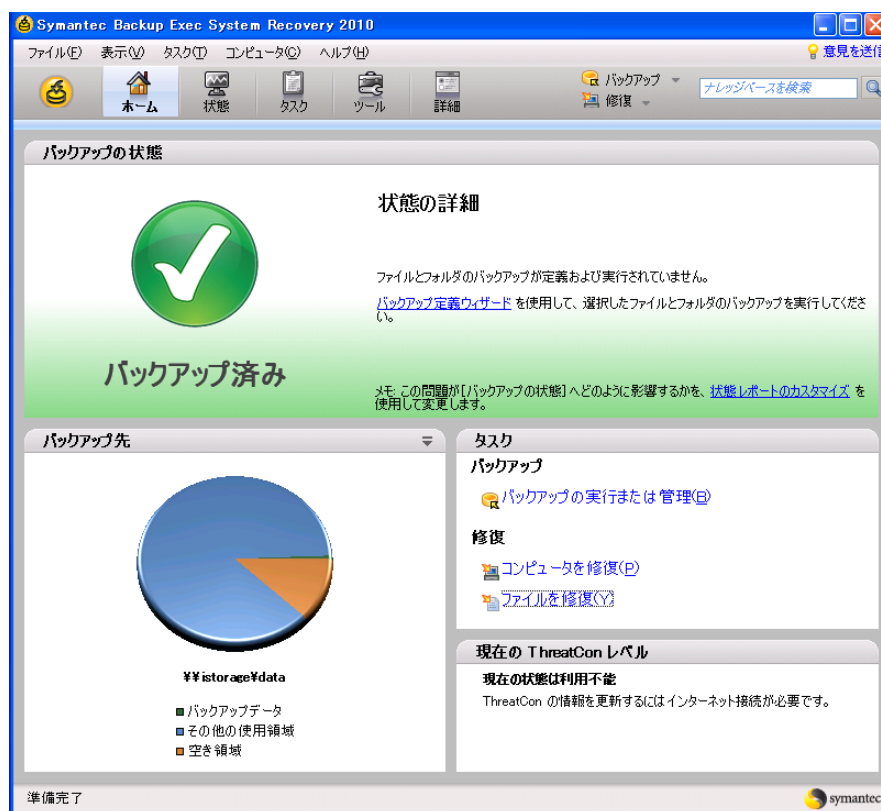 Symantec Backup Exec System Recovery 2010
ファイル(F) 表示(V) タスク(T) コンピュータ(C) ヘルプ(H) 意見を送信
ホーム 状態 タスク ツール 詳細 バックアップ ナレッジベースを検索
修復
バックアップの状態
状態の詳細
ファイルとフォルダのバックアップが定義および実行されていません。
バックアップ定義ウィザード を使用して、選択したファイルとフォルダのバックアップを実行してくださ
い。
バックアップ済み
メモ: この問題が[バックアップの状態]へどのように影響するかを、状態レポートのカスタマイズ を
使用して変更します。
バックアップ先
¥¥istorage¥data
バックアップデータ
その他の使用領域
空き領域
タスク
バックアップ
バックアップの実行または管理(B)
修復
コンピュータを修復(P)
ファイルを修復(Y)
現在の ThreatCon レベル
現在の状態は利用不能
ThreatCon の情報を更新するにはインターネット接続が必要です。
準備完了
symantec